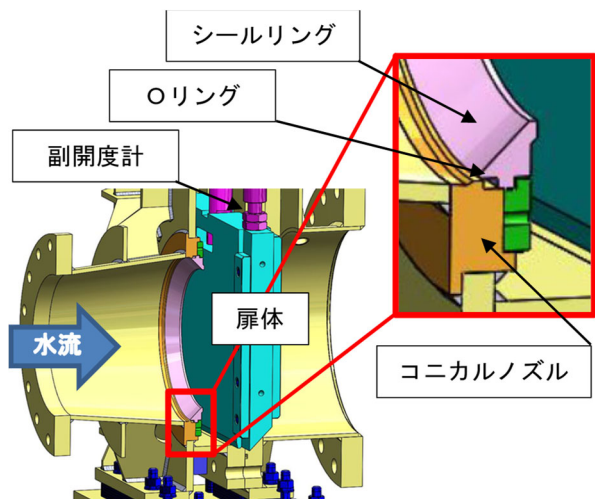 シールリング
Oリング
副開度計
扉体
水流
コニカルノズル